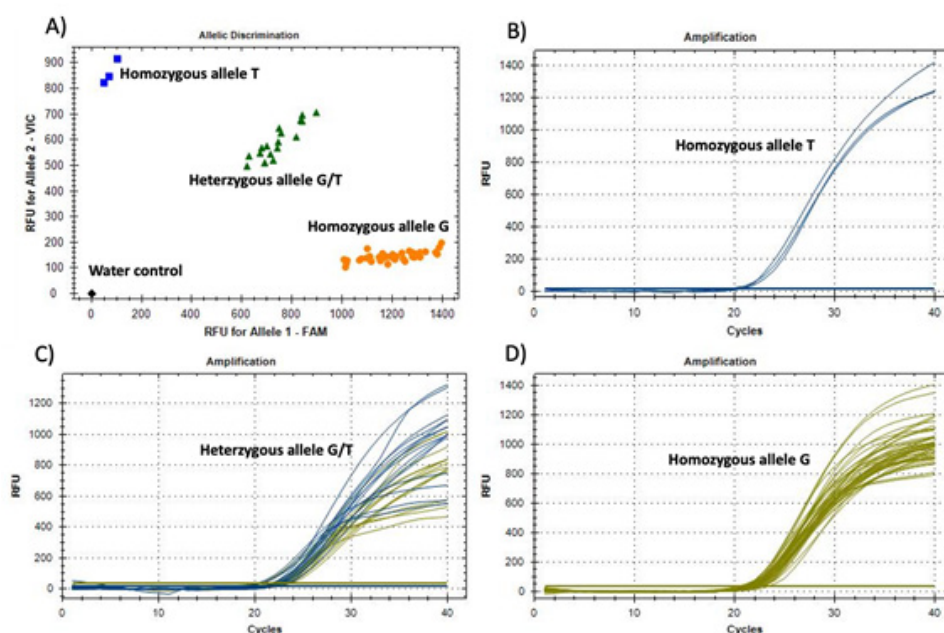 A)
Allelic Discrimination
RFU for Allele 2 - VIC
900
800
700
600
500
400
300
200
100
0
Homozygous allele T
Heterzygous allele G/T
Homozygous allele G
Water control
0 200 400 600 800 1000 1200 1400
RFU for Allele 1 - FAM
B)
Amplification
RFU
1400
1200
1000
800
600
400
200
0
Homozygous allele T
0 10 20 30 40
Cycles
C)
Amplification
RFU
1200
1000
800
600
400
200
0
Heterzygous allele G/T
0 10 20 30 40
Cycles
D)
Amplification
RFU
1400
1200
1000
800
600
400
200
0
Homozygous allele G
0 10 20 30 40
Cycles